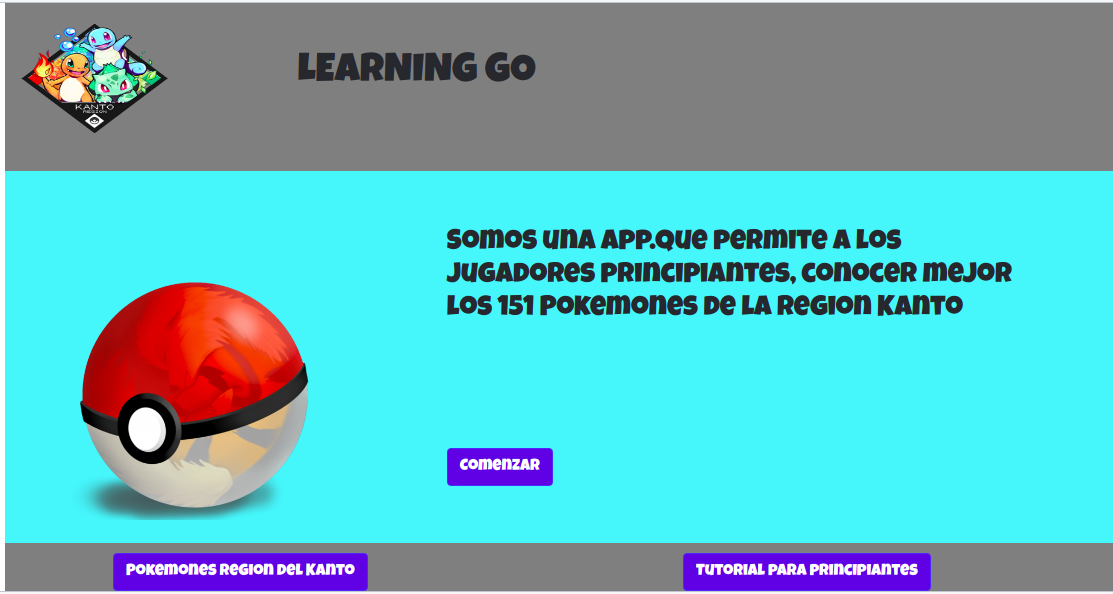 KANTO
REGION
LEARNING GO
Somos una app.que permite a los
jugadores principiantes, conocer mejor
los 151 pokemones de la region Kanto
Comenzar
Pokemones Region del Kanto
Tutorial para principiantes